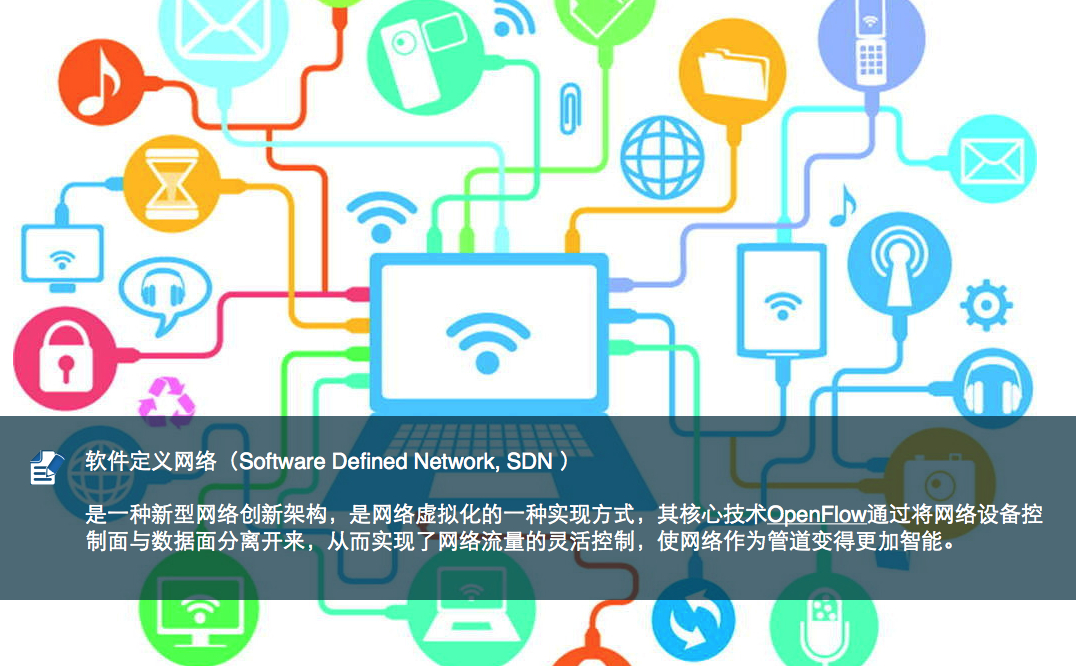 软件定义网络（Software Defined Network, SDN ）
是一种新型网络创新架构，是网络虚拟化的一种实现方式，其核心技术OpenFlow通过将网络设备控
制面与数据面分离开来，从而实现了网络流量的灵活控制，使网络作为管道变得更加智能。